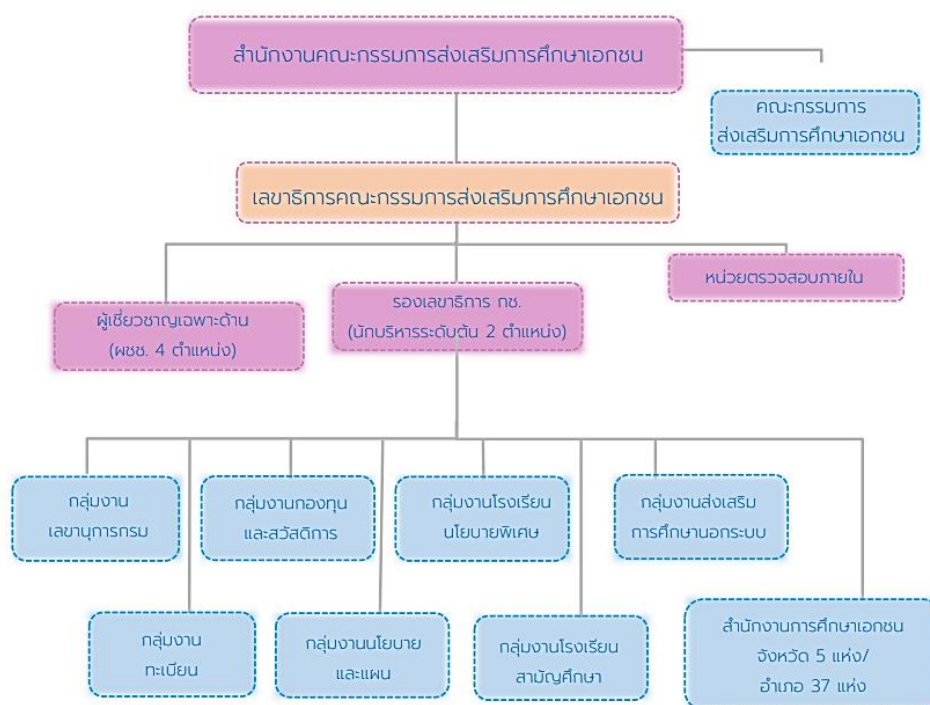 สำนักงานคณะกรรมการส่งเสริมการศึกษาเอกชน
คณะกรรมการ
ส่งเสริมการศึกษาเอกชน
เลขาธิการคณะกรรมการส่งเสริมการศึกษาเอกชน
ผู้เชี่ยวชาญเฉพาะด้าน
(ผชช. 4 ตำแหน่ง)
รองเลขาธิการ กช.
(นักบริหารระดับต้น 2 ตำแหน่ง)
หน่วยตรวจสอบภายใน
กลุ่มงาน
เลขานุการกรม
กลุ่มงานกองทุน
และสวัสดิการ
กลุ่มงานโรงเรียน
นโยบายพิเศษ
กลุ่มงานส่งเสริม
การศึกษานอกระบบ
กลุ่มงาน
ทะเบียน
กลุ่มงานนโยบาย
และแผน
กลุ่มงานโรงเรียน
สามัญศึกษา
สำนักงานการศึกษาเอกชน
จังหวัด 5 แห่ง/
อำเภอ 37 แห่ง